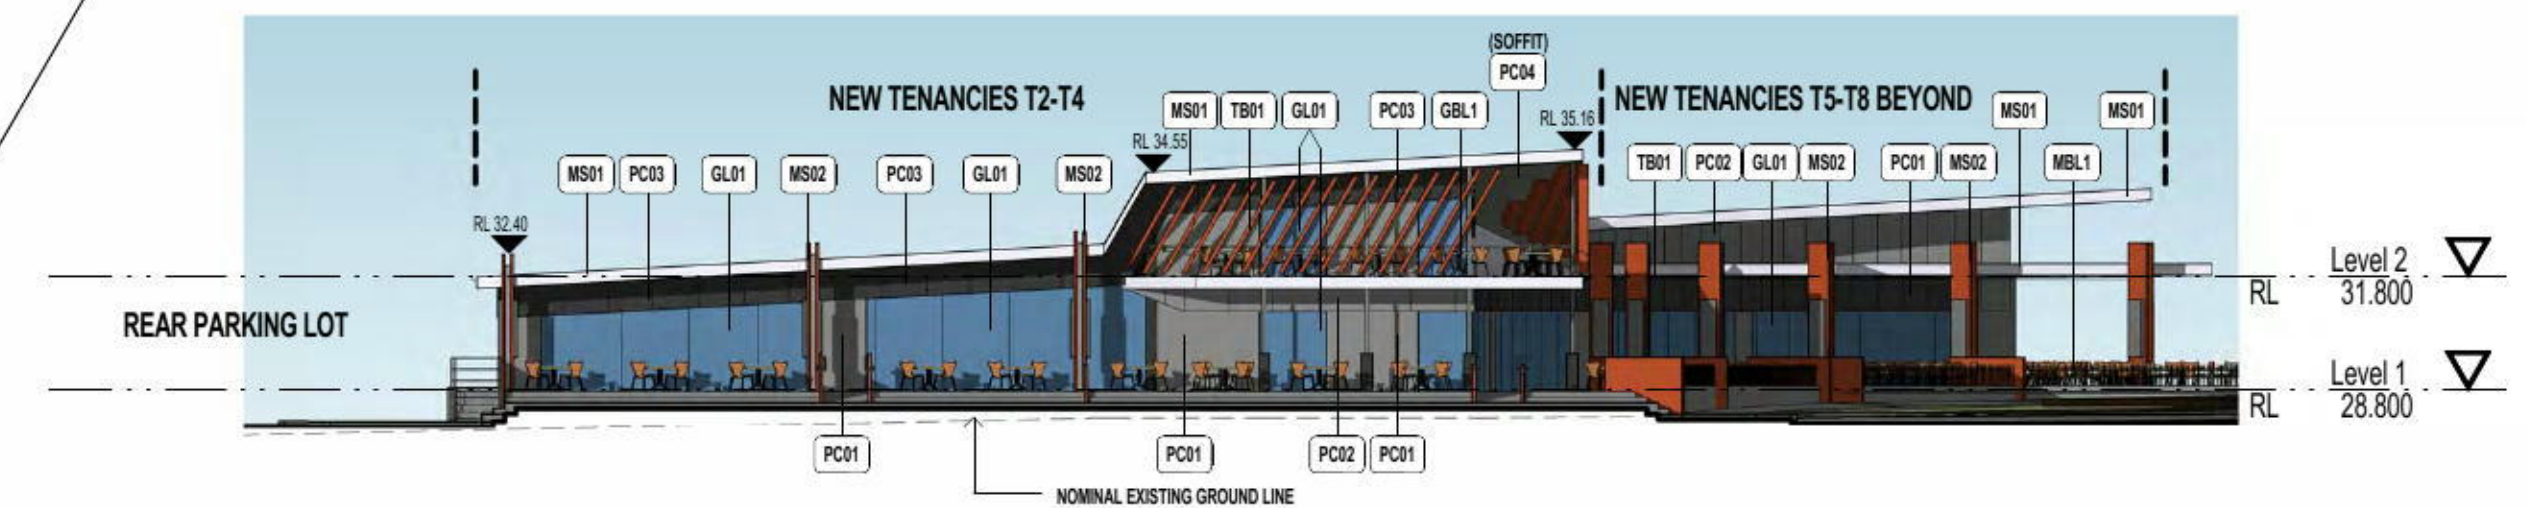 (SOFFIT)
PC04
NEW TENANCIES T2-T4
NEW TENANCIES T5-T8 BEYOND
MS01 TB01 GL01 PC03 GBL1
MS01 MS01
RL 35.16
RL 34.55
TB01 PC02 GL01 MS02 PC01 MS02 MBL1
MS01 PC03 GL01 MS02 PC03 GL01 MS02
RL 32.40
Level 2
RL 31.800
REAR PARKING LOT
Level 1
RL 28.800
PC01 PC01 PC02 PC01
NOMINAL EXISTING GROUND LINE